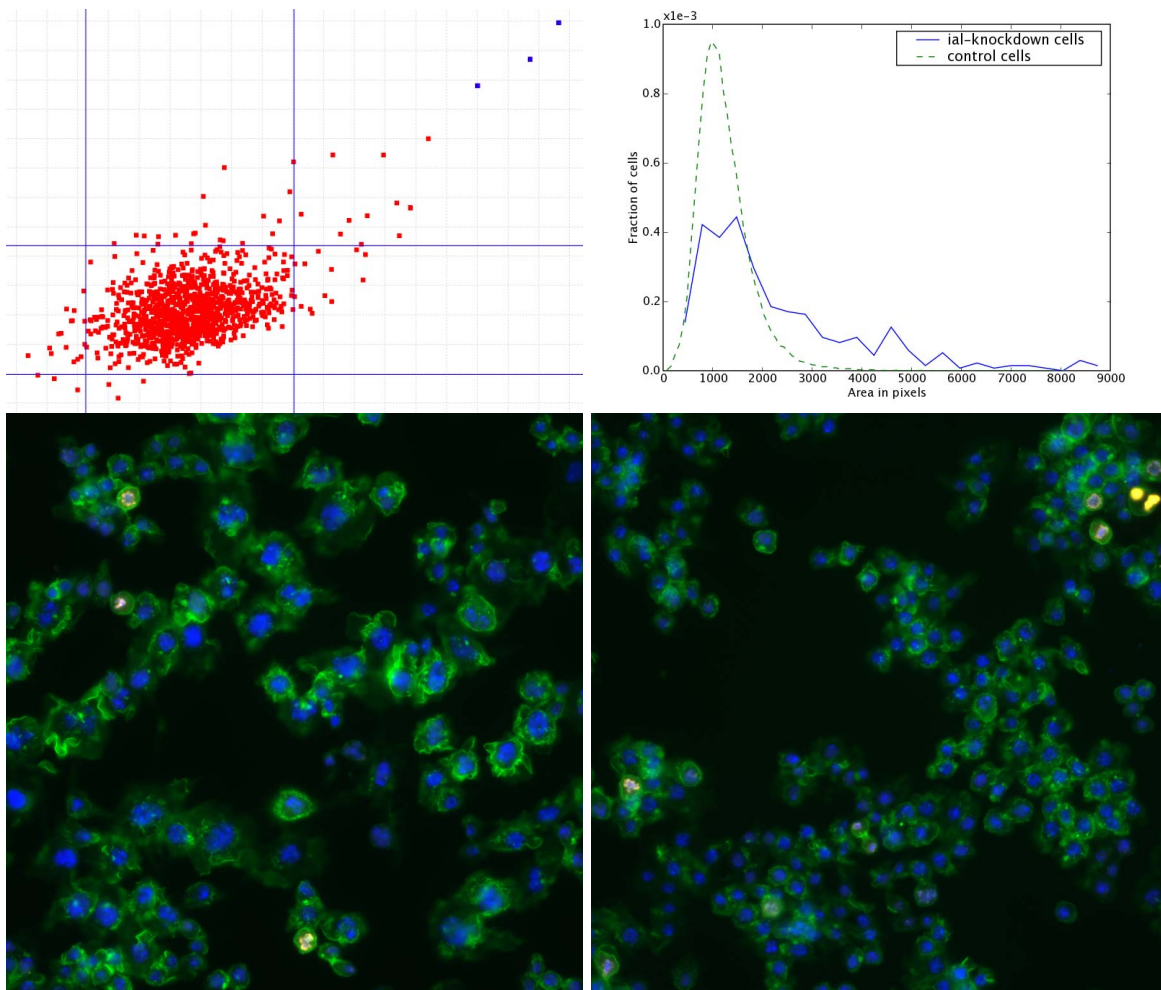 x1e-3
1.0
0.8
0.6
0.4
0.2
0.0
Fraction of cells
ial-knockdown cells
control cells
0 1000 2000 3000 4000 5000 6000 7000 8000 9000
Area in pixels